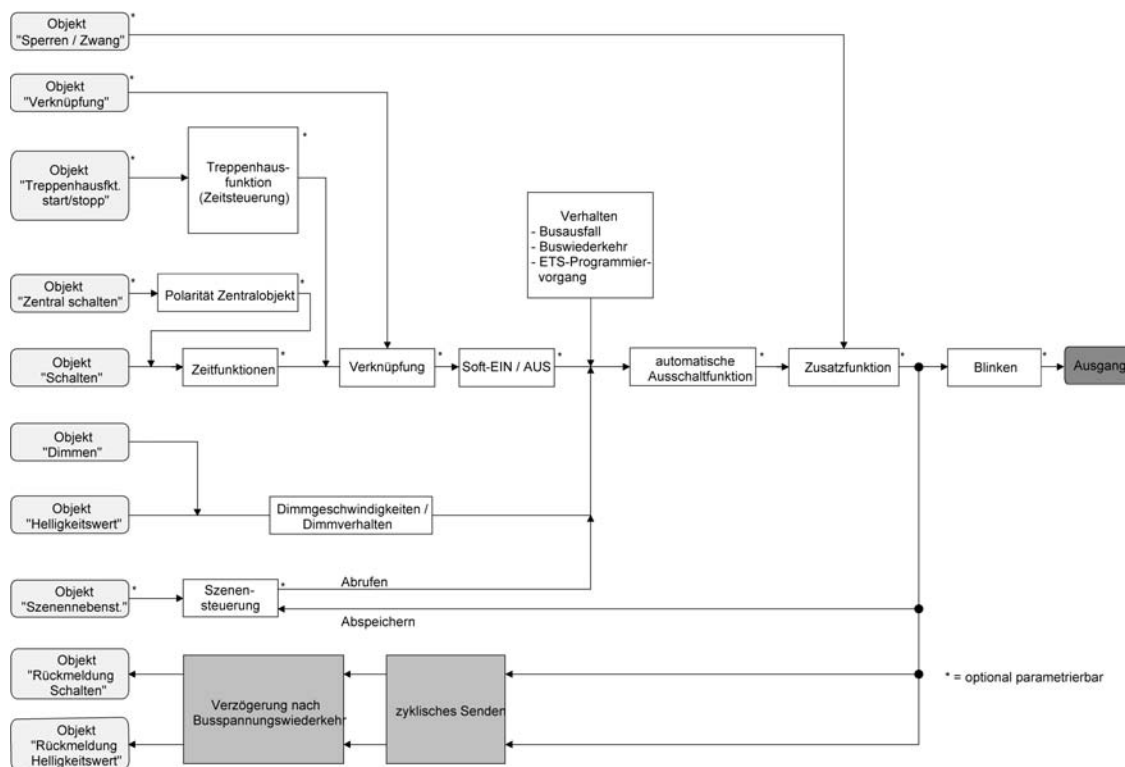 Objekt
"Sperren / Zwang"
*
Objekt
"Verknüpfung"
*
Objekt
"Treppenhausfkt.
start/stopp"
*
Treppenhaus-
funktion
(Zeitsteuerung)
*
Verhalten
- Busausfall
- Buswiederkehr
- ETS-Programmier-
vorgang
Objekt
"Zentral schalten"
*
Polarität Zentralobjekt
*
Objekt
"Schalten"
Zeitfunktionen
*
Verknüpfung
*
Soft-EIN / AUS
*
automatische
Ausschaltfunktion
*
Zusatzfunktion
*
Blinken
*
Ausgang
Objekt
"Dimmen"
Objekt
"Helligkeitswert"
Dimmgeschwindigkeiten /
Dimmverhalten
Objekt
"Szenennebenst."
*
Szenen-
steuerung
*
Abrufen
Abspeichern
Objekt
"Rückmeldung
Schalten"
Verzögerung nach
Busspannungswiederkehr
zyklisches Senden
* = optional parametrierbar
Objekt
"Rückmeldung
Helligkeitswert"